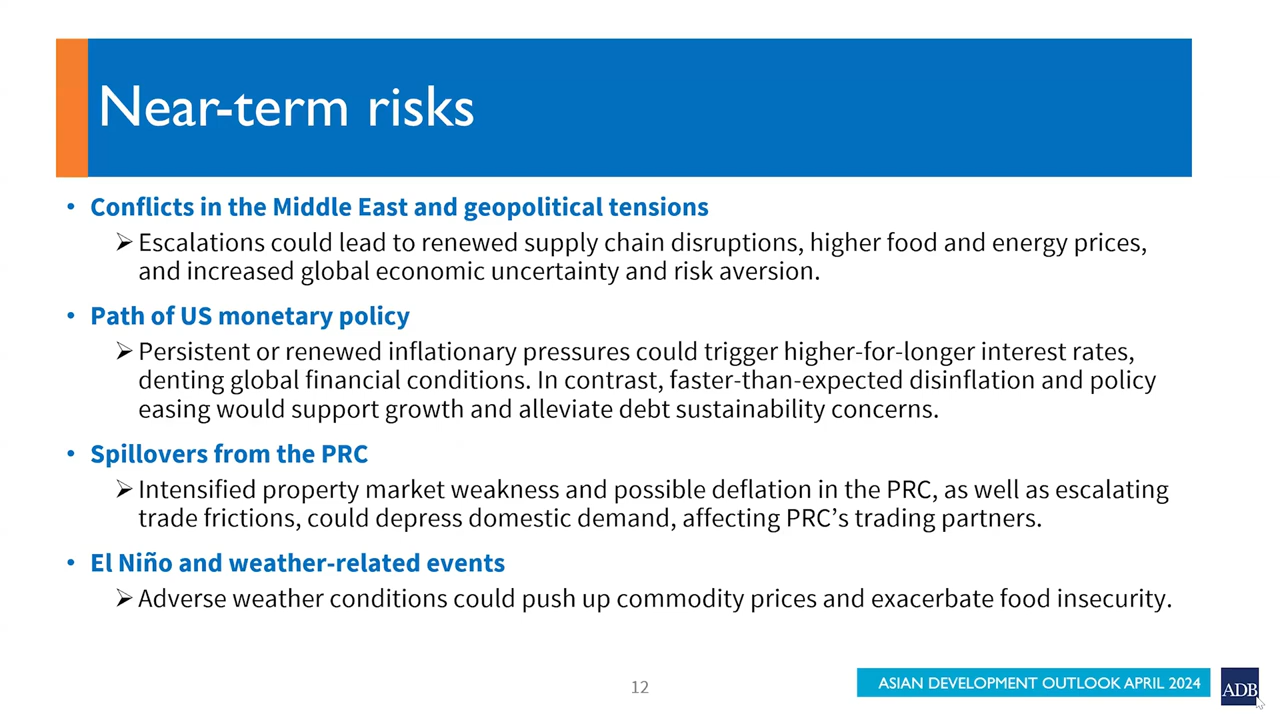 Near-term risks
• Conflicts in the Middle East and geopolitical tensions
➢ Escalations could lead to renewed supply chain disruptions, higher food and energy prices,
and increased global economic uncertainty and risk aversion.
• Path of US monetary policy
➢ Persistent or renewed inflationary pressures could trigger higher-for-longer interest rates,
denting global financial conditions. In contrast, faster-than-expected disinflation and policy
easing would support growth and alleviate debt sustainability concerns.
• Spillovers from the PRC
➢ Intensified property market weakness and possible deflation in the PRC, as well as escalating
trade frictions, could depress domestic demand, affecting PRC’s trading partners.
• El Niño and weather-related events
➢ Adverse weather conditions could push up commodity prices and exacerbate food insecurity.
12
ASIAN DEVELOPMENT OUTLOOK APRIL 2024
ADB